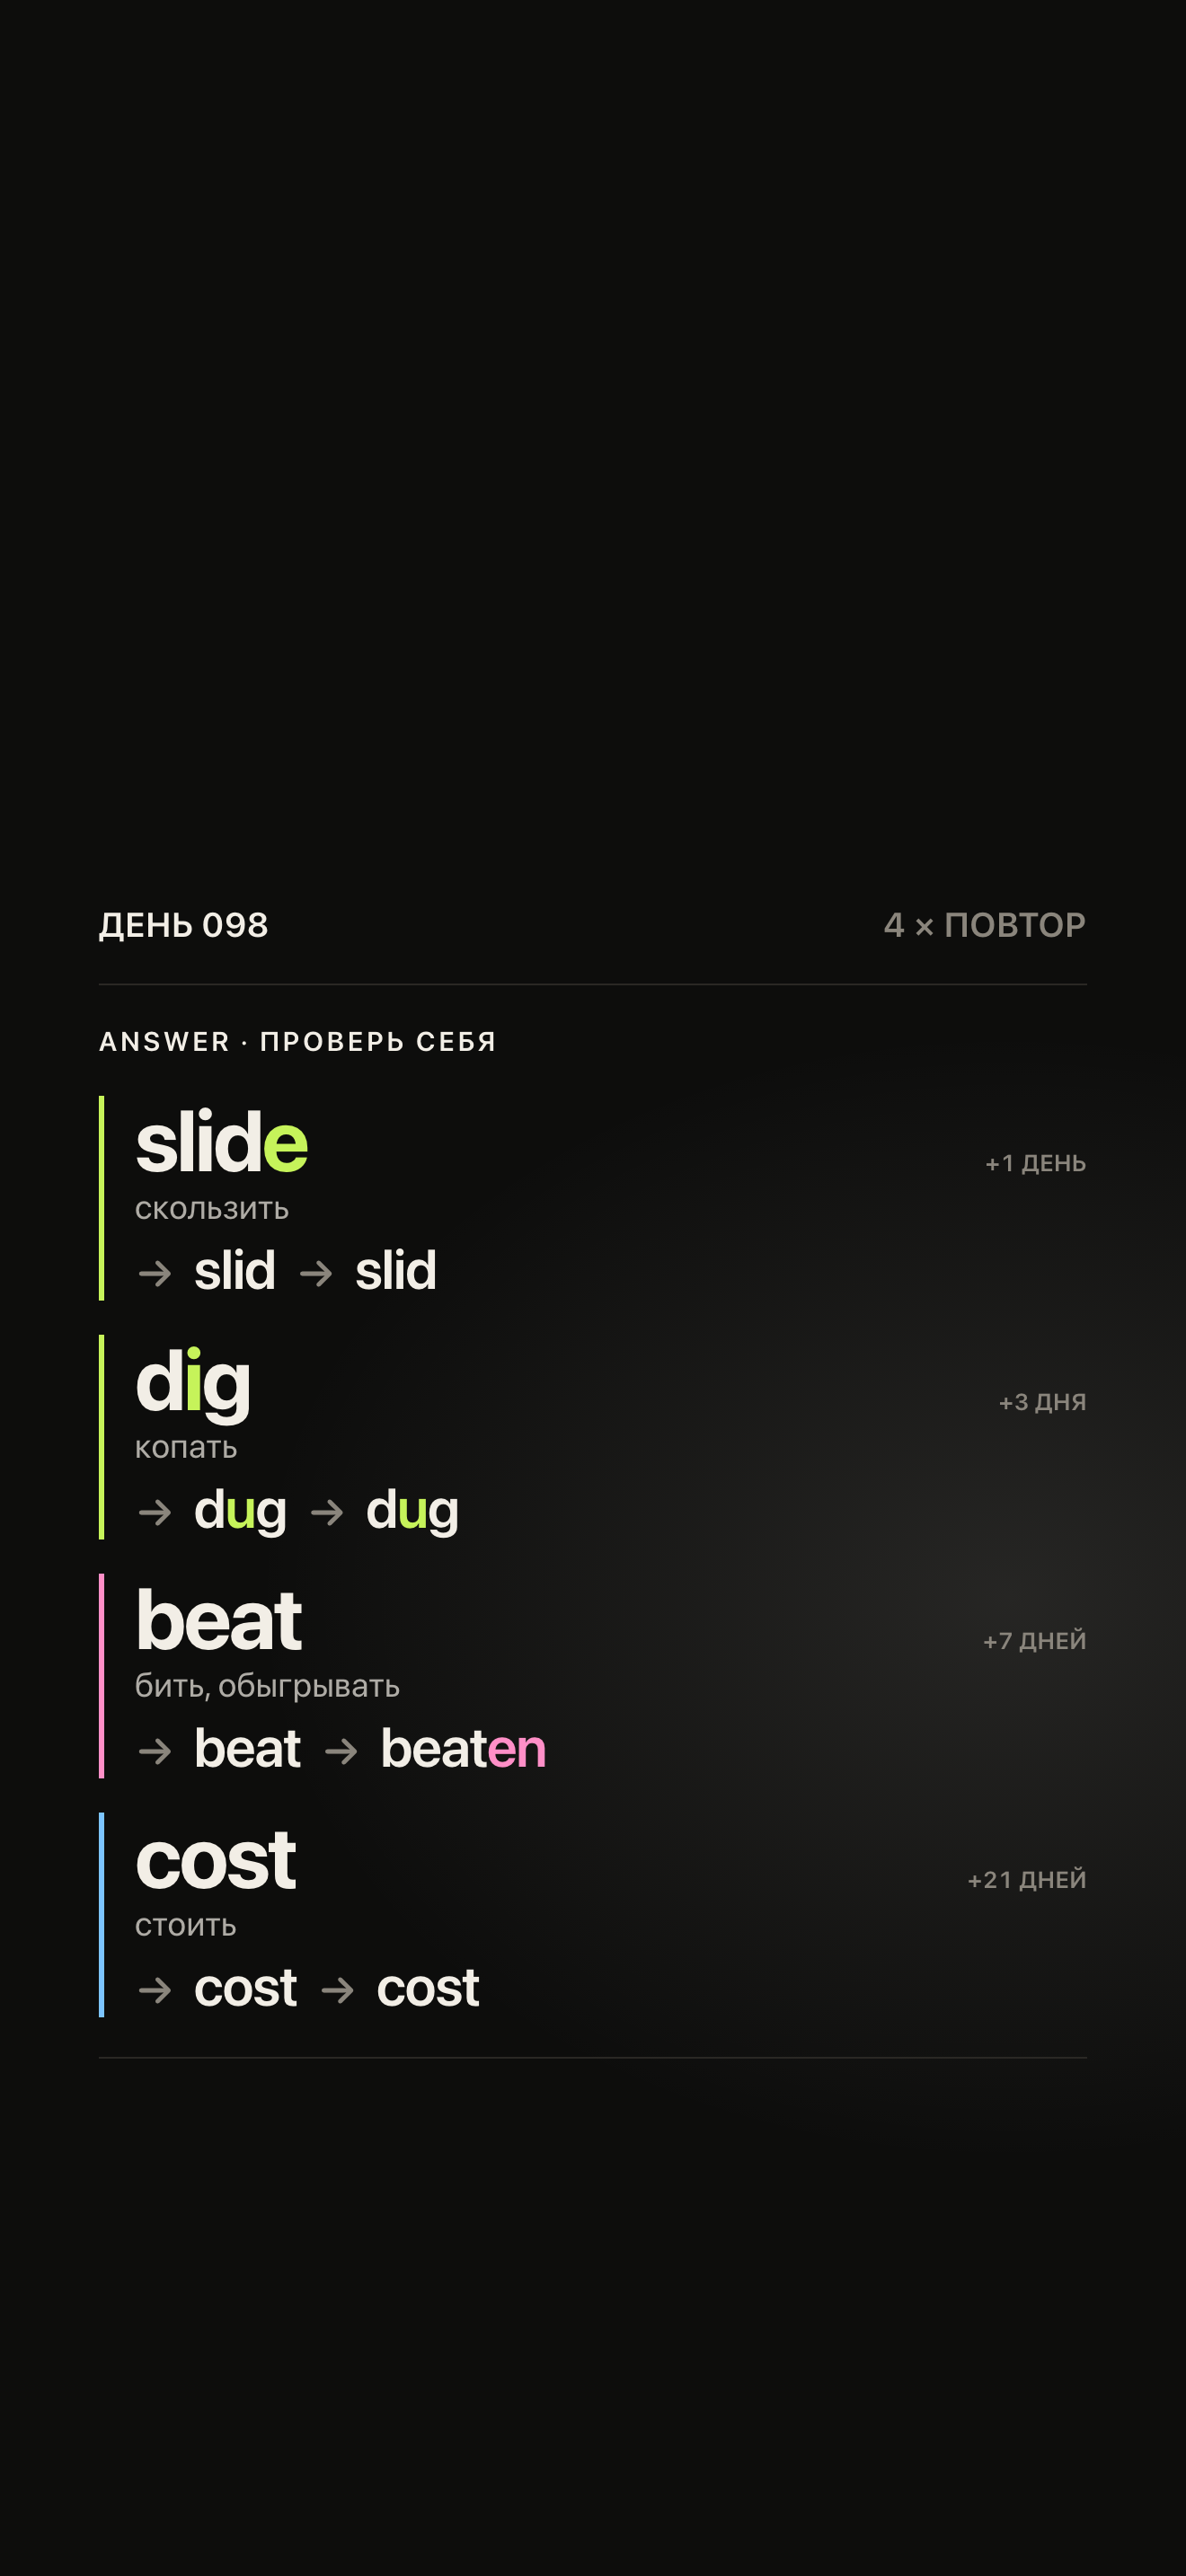 ДЕНЬ 098
4 × ПОВТОР
ANSWER · ПРОВЕРЬ СЕБЯ
slide
+1 ДЕНЬ
скользить
→ slid → slid
dig
+3 ДНЯ
копать
→ dug → dug
beat
+7 ДНЕЙ
бить, обыгрывать
→ beat → beaten
cost
+21 ДНЕЙ
стоить
→ cost → cost